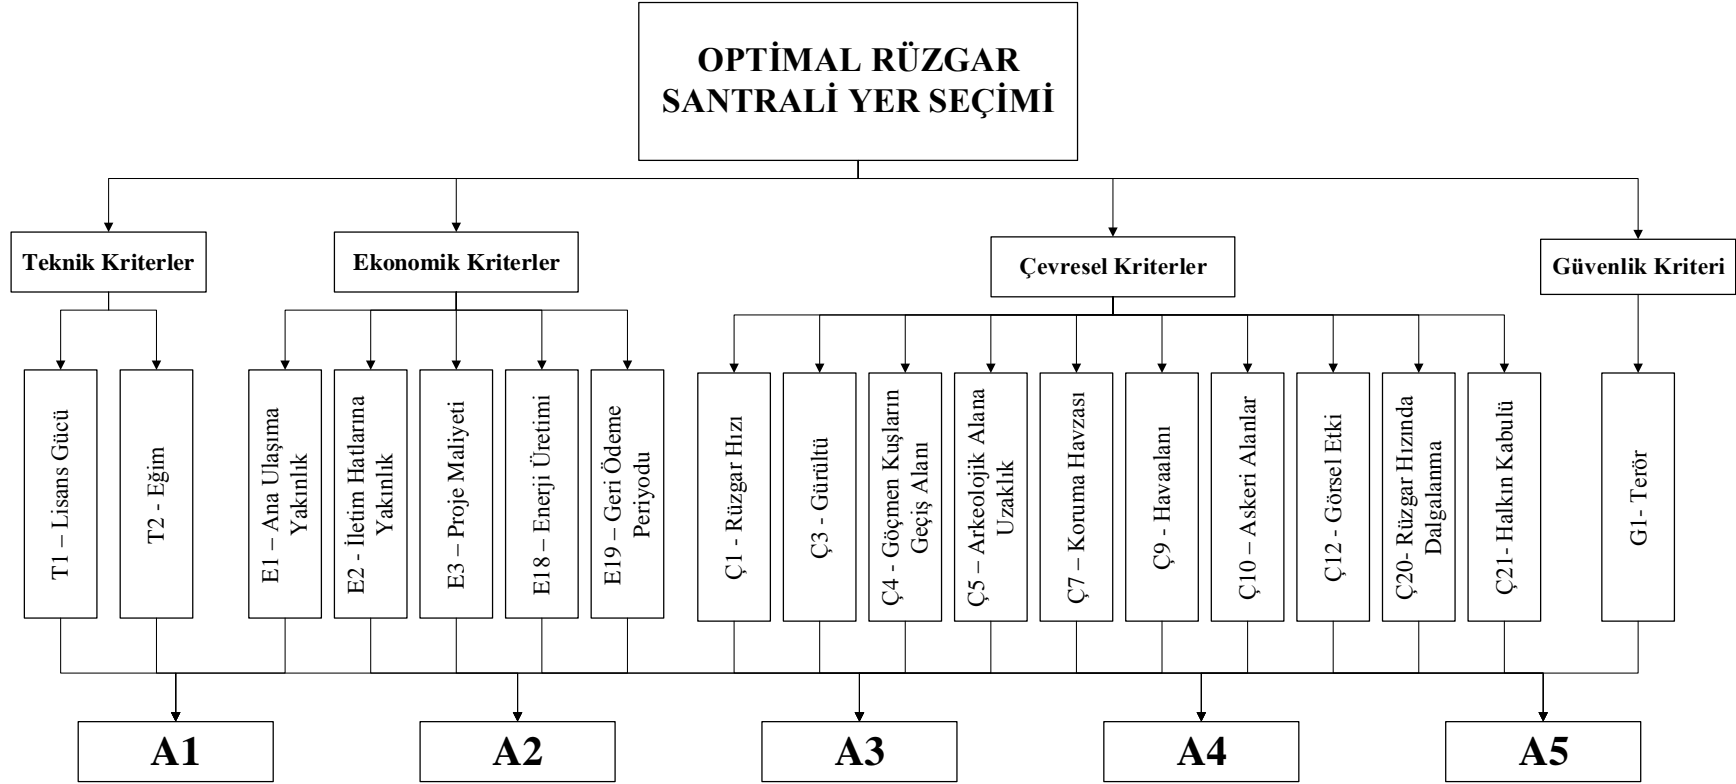 OPTİMAL RÜZGAR
SANTRALİ YER SEÇİMİ
Teknik Kriterler
Ekonomik Kriterler
Çevresel Kriterler
Güvenlik Kriteri
T1 – Lisans Gücü
T2 - Eğim
E1 – Ana Ulaşıma
Yakınlık
E2 - İletim Hatlarına
Yakınlık
E3 – Proje Maliyeti
E18 – Enerji Üretimi
E19 – Geri Ödeme
Periyodu
Ç1 - Rüzgar Hızı
Ç3 - Gürültü
Ç4 - Göçmen Kuşların
Geçiş Alanı
Ç5 – Arkeolojik Alana
Uzaklık
Ç7 – Koruma Havzası
Ç9 - Havaalanı
Ç10 – Askeri Alanlar
Ç12 - Görsel Etki
Ç20- Rüzgar Hızında
Dalgalanma
Ç21- Halkın Kabulü
G1- Terör
A1
A2
A3
A4
A5